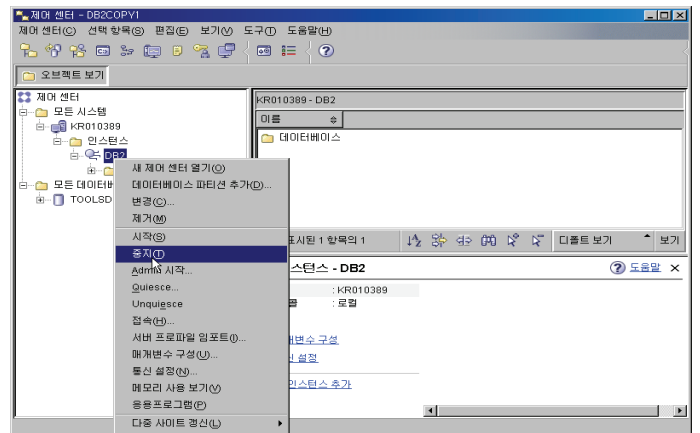 제어 센터 - DB2COPY1
제어 센터(C) 선택 항목(S) 편집(E) 보기(V) 도구(T) 도움말(H)
오브젝트 보기
제어 센터
모든 시스템
KR010389
인스턴스
DB2
모든 데이터베
TOOLSD
KR010389 - DB2
이름
데이터베이스
새 제어 센터 열기(O)
데이터베이스 파티션 추가(D)...
변경(C)...
제거(M)
시작(S)
중지(T)
Admin 시작...
Quiesce...
Unquiesce
접속(H)...
서버 프로파일 임포트(I)...
매개변수 구성(U)...
통신 설정(N)...
메모리 사용 보기(V)
응용프로그램(P)
다중 사이트 갱신(L)
표시된 1 항목의 1 디폴트 보기 보기
스턴스 - DB2 도움말
: KR010389
콜 : 로컬
개변수 구성
신 설정
인스턴스 추가